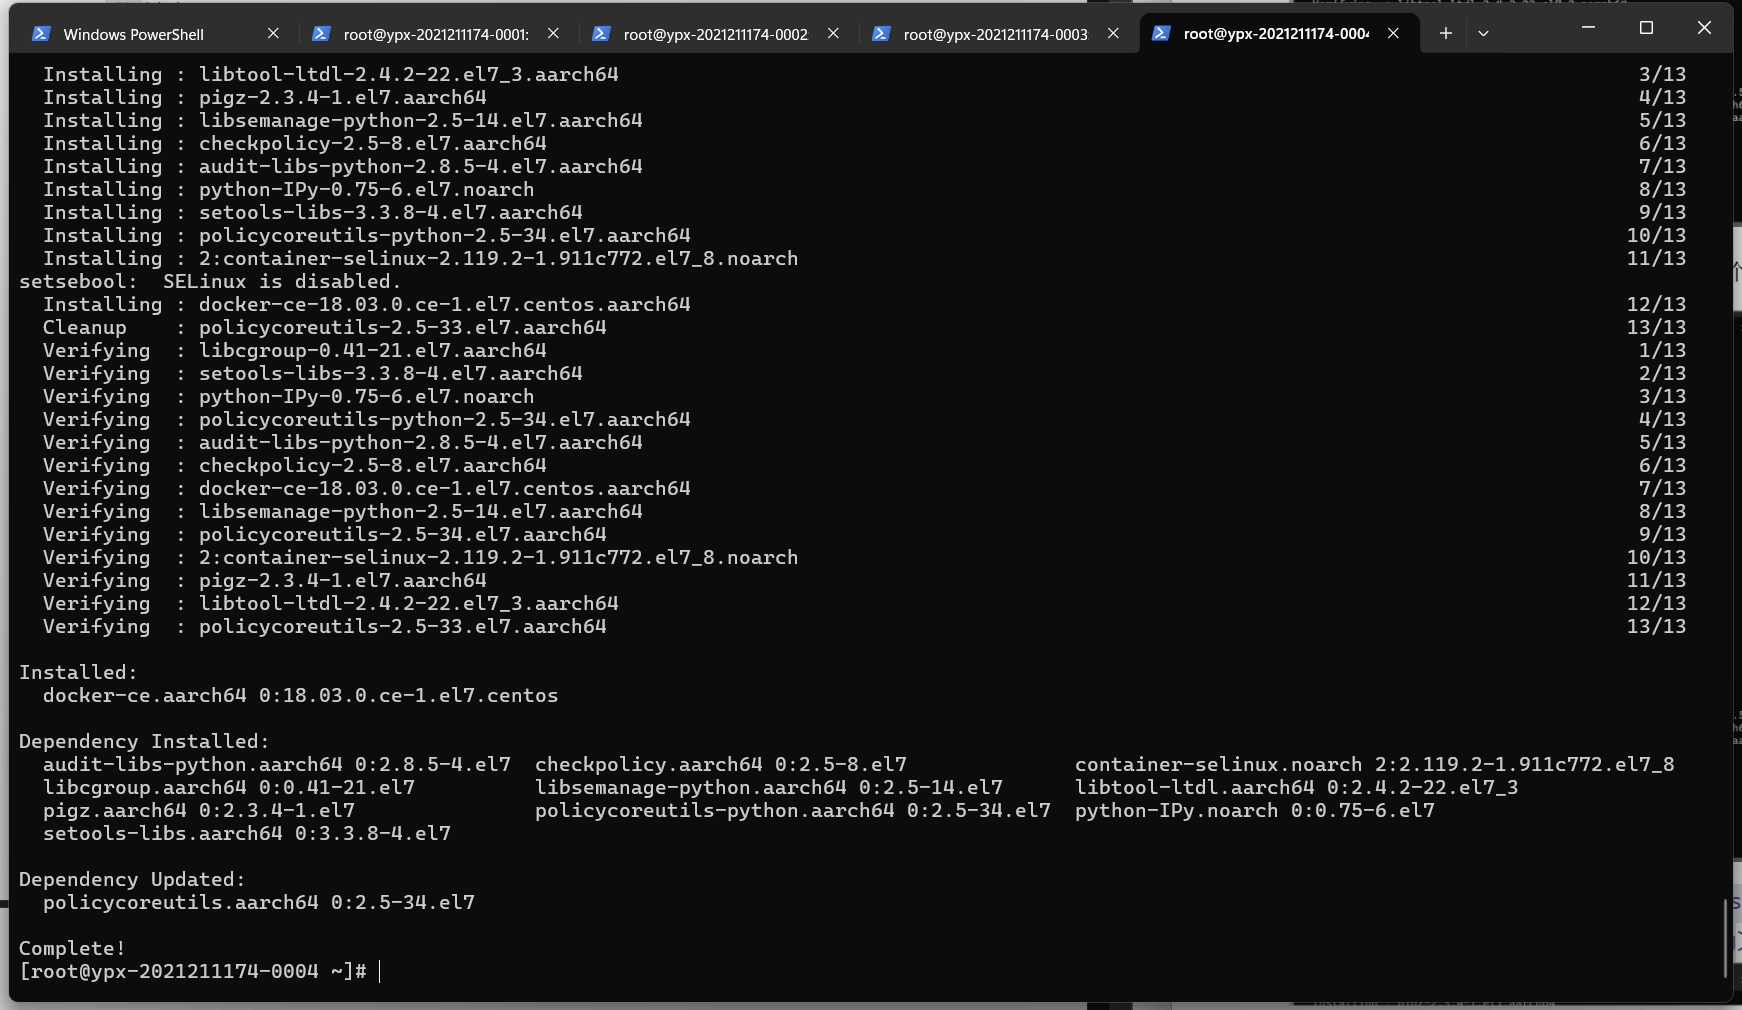 Windows PowerShell
root@ypx-2021211174-0001:
root@ypx-2021211174-0002
root@ypx-2021211174-0003
root@ypx-2021211174-0004
  Installing : libtool-ltdl-2.4.2-22.el7_3.aarch64 3/13
  Installing : pigz-2.3.4-1.el7.aarch64 4/13
  Installing : libsemanage-python-2.5-14.el7.aarch64 5/13
  Installing : checkpolicy-2.5-8.el7.aarch64 6/13
  Installing : audit-libs-python-2.8.5-4.el7.aarch64 7/13
  Installing : python-IPy-0.75-6.el7.noarch 8/13
  Installing : setools-libs-3.3.8-4.el7.aarch64 9/13
  Installing : policycoreutils-python-2.5-34.el7.aarch64 10/13
  Installing : 2:container-selinux-2.119.2-1.911c772.el7_8.noarch 11/13
setsebool:  SELinux is disabled.
  Installing : docker-ce-18.03.0.ce-1.el7.centos.aarch64 12/13
  Cleanup    : policycoreutils-2.5-33.el7.aarch64 13/13
  Verifying  : libcgroup-0.41-21.el7.aarch64 1/13
  Verifying  : setools-libs-3.3.8-4.el7.aarch64 2/13
  Verifying  : python-IPy-0.75-6.el7.noarch 3/13
  Verifying  : policycoreutils-python-2.5-34.el7.aarch64 4/13
  Verifying  : audit-libs-python-2.8.5-4.el7.aarch64 5/13
  Verifying  : checkpolicy-2.5-8.el7.aarch64 6/13
  Verifying  : docker-ce-18.03.0.ce-1.el7.centos.aarch64 7/13
  Verifying  : libsemanage-python-2.5-14.el7.aarch64 8/13
  Verifying  : policycoreutils-2.5-34.el7.aarch64 9/13
  Verifying  : 2:container-selinux-2.119.2-1.911c772.el7_8.noarch 10/13
  Verifying  : pigz-2.3.4-1.el7.aarch64 11/13
  Verifying  : libtool-ltdl-2.4.2-22.el7_3.aarch64 12/13
  Verifying  : policycoreutils-2.5-33.el7.aarch64 13/13
Installed:
  docker-ce.aarch64 0:18.03.0.ce-1.el7.centos
Dependency Installed:
  audit-libs-python.aarch64 0:2.8.5-4.el7  checkpolicy.aarch64 0:2.5-8.el7  container-selinux.noarch 2:2.119.2-1.911c772.el7_8
  libcgroup.aarch64 0:0.41-21.el7  libsemanage-python.aarch64 0:2.5-14.el7  libtool-ltdl.aarch64 0:2.4.2-22.el7_3
  pigz.aarch64 0:2.3.4-1.el7  policycoreutils-python.aarch64 0:2.5-34.el7  python-IPy.noarch 0:0.75-6.el7
  setools-libs.aarch64 0:3.3.8-4.el7
Dependency Updated:
  policycoreutils.aarch64 0:2.5-34.el7
Complete!
[root@ypx-2021211174-0004 ~]#